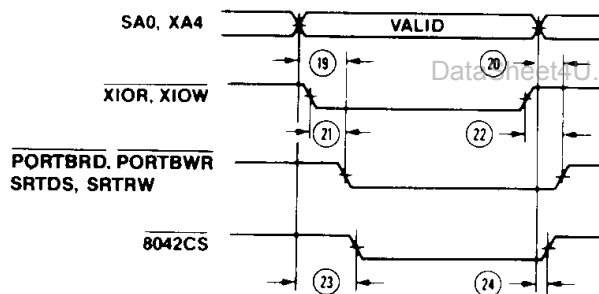 SA0, XA4
VALID
19
20
DataSheet4U.
XIOR, XIOW
21
22
PORTBRD, PORTBWR
SRTDS, SRTRW
8042CS
23
24